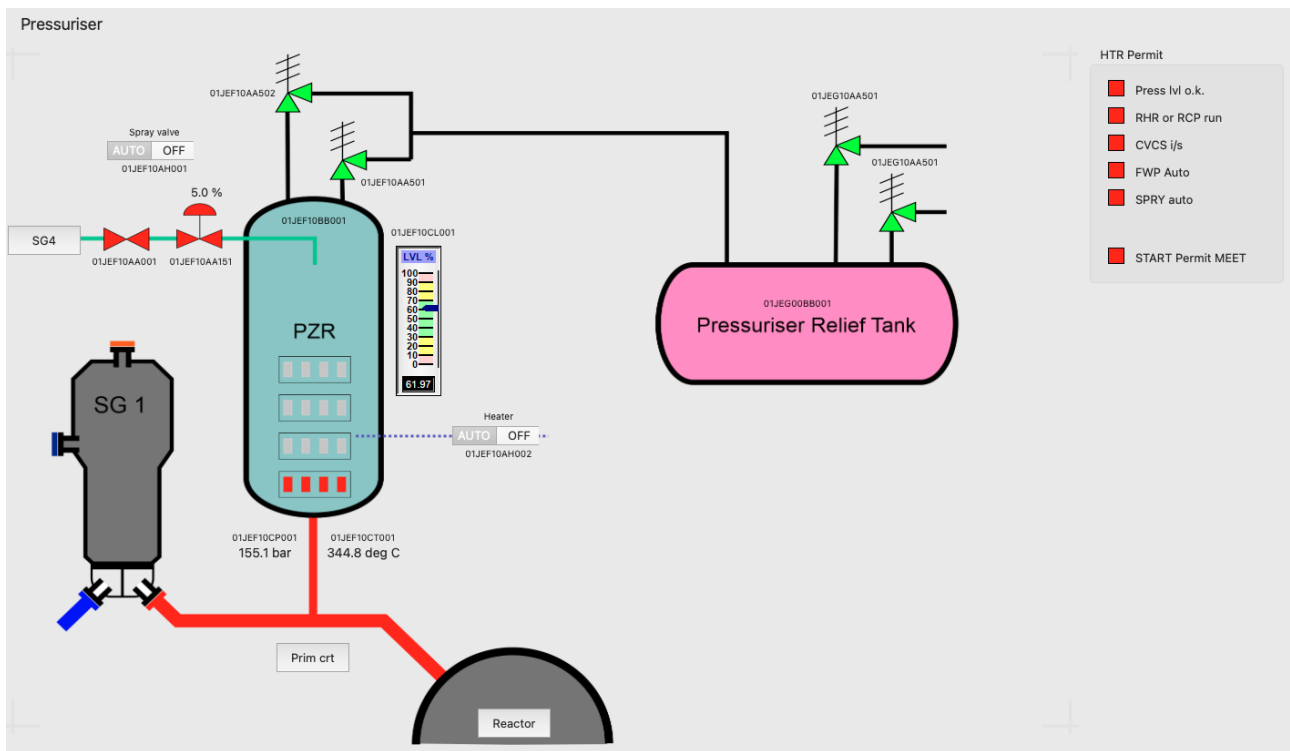 Pressuriser
HTR Permit
Press lvl o.k.
RHR or RCP run
CVCS i/s
FWP Auto
SPRY auto
START Permit MEET
01JEF10AA502
01JEG10AA501
Spray valve
AUTO OFF
01JEF10AH001
01JEG10AA501
01JEF10AA501
5.0 %
01JEF10BB001
SG4
01JEF10AA001
01JEF10AA151
01JEF10CL001
LVL %
100
90
80
70
60
50
40
30
20
10
0
61.97
PZR
01JEG00BB001
Pressuriser Relief Tank
SG 1
Heater
AUTO OFF
01JEF10AH002
01JEF10CP001
155.1 bar
01JEF10CT001
344.8 deg C
Prim crt
Reactor